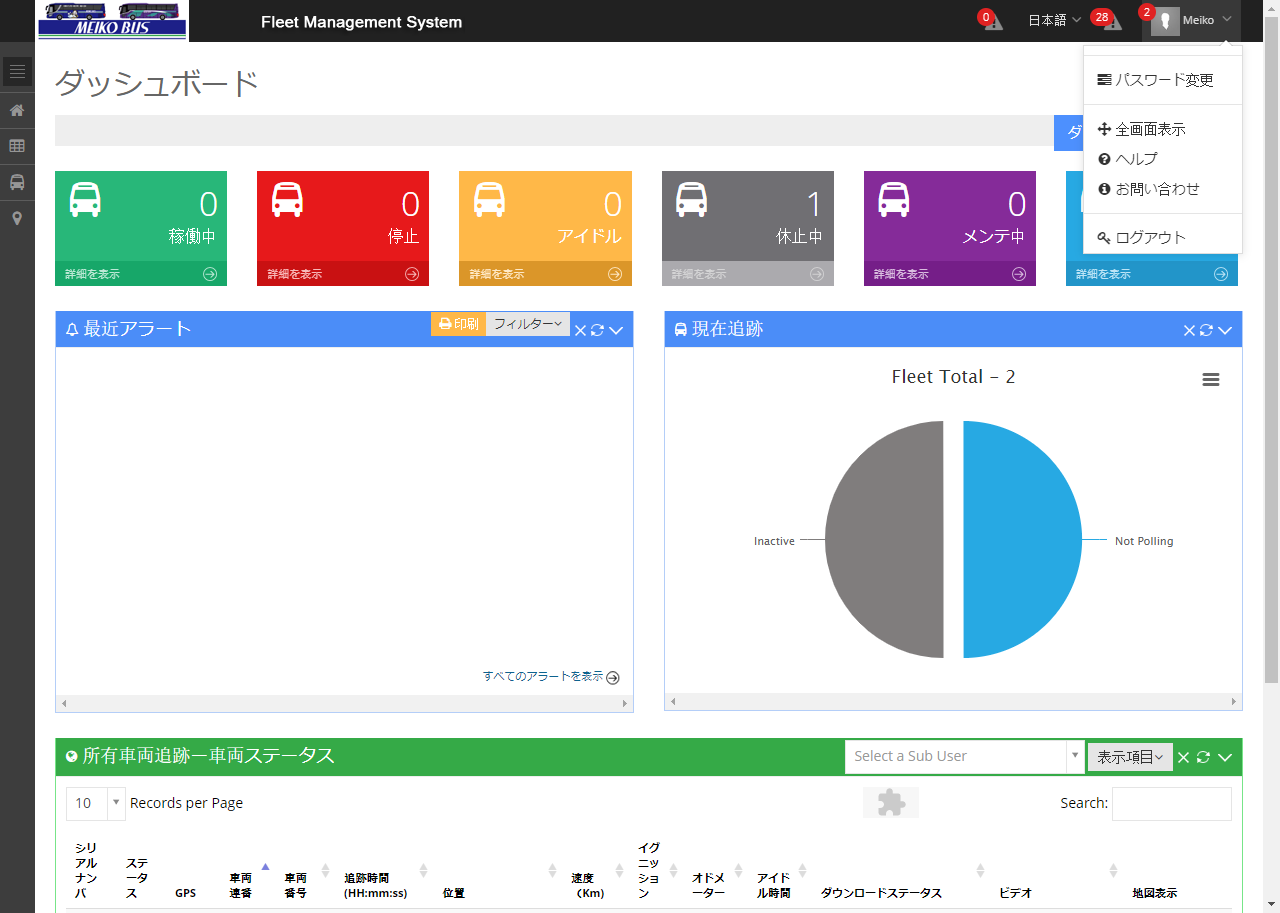 MEIKO BUS
Fleet Management System
0
日本語
28
2
Meiko
ダッシュボード
パスワード変更
全画面表示
ヘルプ
お問い合わせ
ログアウト
ダ
0
稼働中
詳細を表示
0
停止
詳細を表示
0
アイドル
詳細を表示
1
休止中
詳細を表示
0
メンテ中
詳細を表示
詳細を表示
最近アラート
印刷
フィルター
すべてのアラートを表示
現在追跡
Fleet Total - 2
Inactive
Not Polling
所有車両追跡ー車両ステータス
Select a Sub User
表示項目
10
Records per Page
Search:
シリアルナンバ
ステータス
GPS
車両連番
車両番号
追跡時間(HH:mm:ss)
位置
速度(Km)
イグニッション
オドメーター
アイドル時間
ダウンロードステータス
ビデオ
地図表示